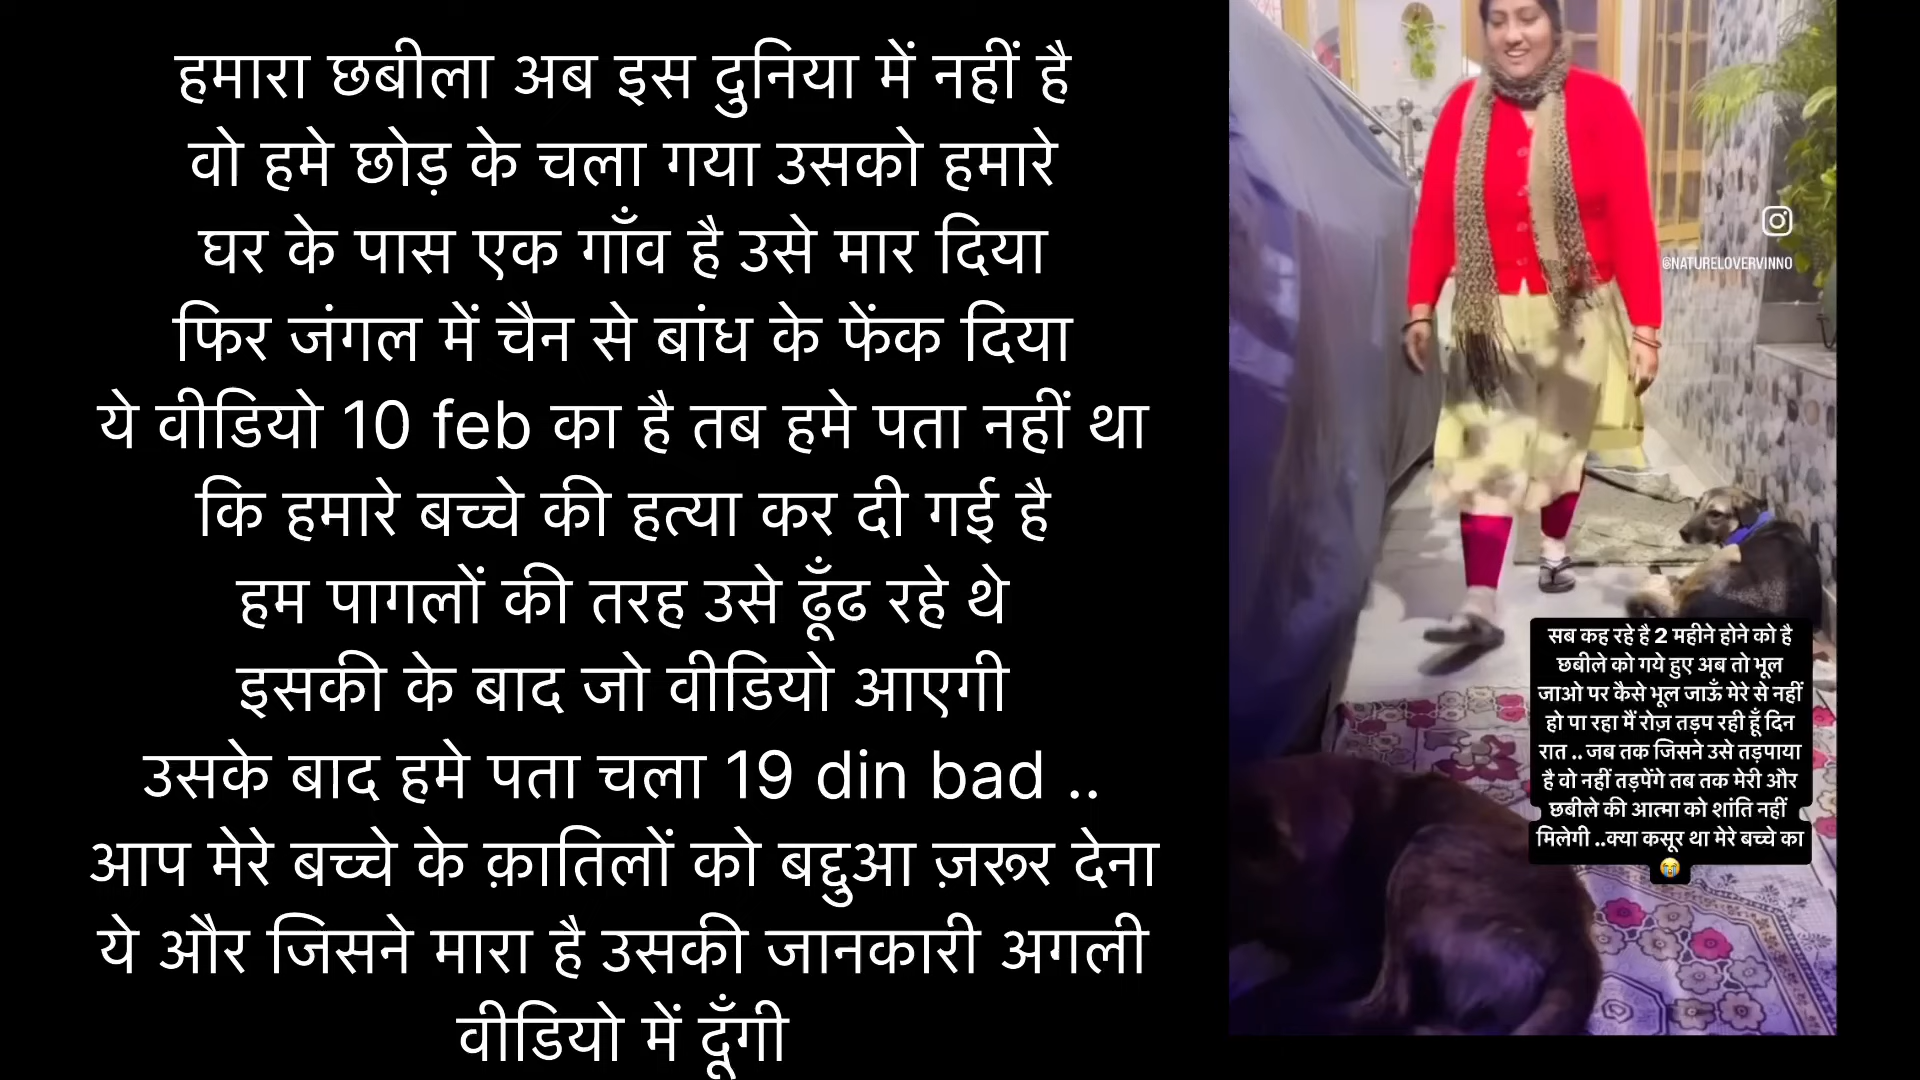 हमारा छबीला अब इस दुनिया में नहीं है
वो हमे छोड़ के चला गया उसको हमारे
घर के पास एक गाँव है उसे मार दिया
फिर जंगल में चैन से बांध के फेंक दिया
ये वीडियो 10 feb का है तब हमे पता नहीं था
कि हमारे बच्चे की हत्या कर दी गई है
हम पागलों की तरह उसे ढूँढ रहे थे
इसकी के बाद जो वीडियो आएगी
उसके बाद हमे पता चला 19 din bad ..
आप मेरे बच्चे के क़ातिलों को बद्दुआ ज़रूर देना
ये और जिसने मारा है उसकी जानकारी अगली
वीडियो में दूँगी
@NATURELOVERVINNO
सब कह रहे है 2 महीने होने को है
छबीले को गये हुए अब तो भूल
जाओ पर कैसे भूल जाऊँ मेरे से नहीं
हो पा रहा मैं रोज़ तड़प रही हूँ दिन
रात .. जब तक जिसने उसे तड़पाया
है वो नहीं तड़पेंगे तब तक मेरी और
छबीले की आत्मा को शांति नहीं
मिलेगी ..क्या कसूर था मेरे बच्चे का
😭